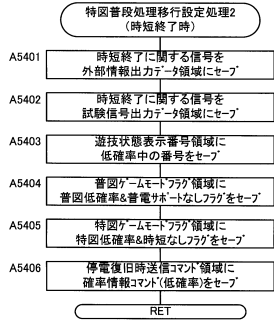 特図普段処理移行設定処理2
(時短終了時)
A5401
時短終了に関する信号を
外部情報出力データ領域にセーブ
A5402
時短終了に関する信号を
試験信号出力データ領域にセーブ
A5403
遊技状態表示番号領域に
低確率中の番号をセーブ
A5404
普図ゲームモードフラグ領域に
普図低確率&普電サポートなしフラグをセーブ
A5405
特図ゲームモードフラグ領域に
特図低確率&時短なしフラグをセーブ
A5406
停電復旧時送信コマンド領域に
確率情報コマンド(低確率)をセーブ
RET